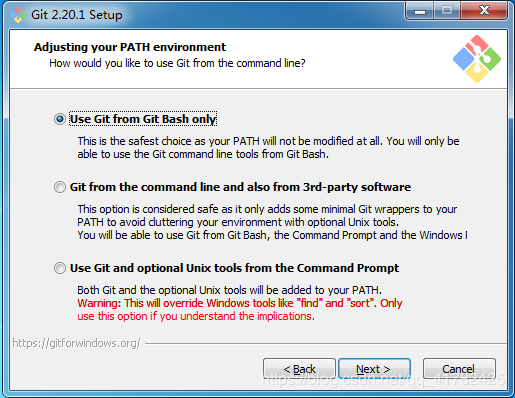 Git 2.20.1 Setup
Adjusting your PATH environment
How would you like to use Git from the command line?
Use Git from Git Bash only
This is the safest choice as your PATH will not be modified at all. You will only be
able to use the Git command line tools from Git Bash.
Git from the command line and also from 3rd-party software
This option is considered safe as it only adds some minimal Git wrappers to your
PATH to avoid cluttering your environment with optional Unix tools.
You will be able to use Git from Git Bash, the Command Prompt and the Windows
Use Git and optional Unix tools from the Command Prompt
Both Git and the optional Unix tools will be added to your PATH.
Warning: This will override Windows tools like "find" and "sort". Only
use this option if you understand the implications.
https://gitforwindows.org/
< Back
Next >
Cancel
https://blog.csdn.net/qq_41782425